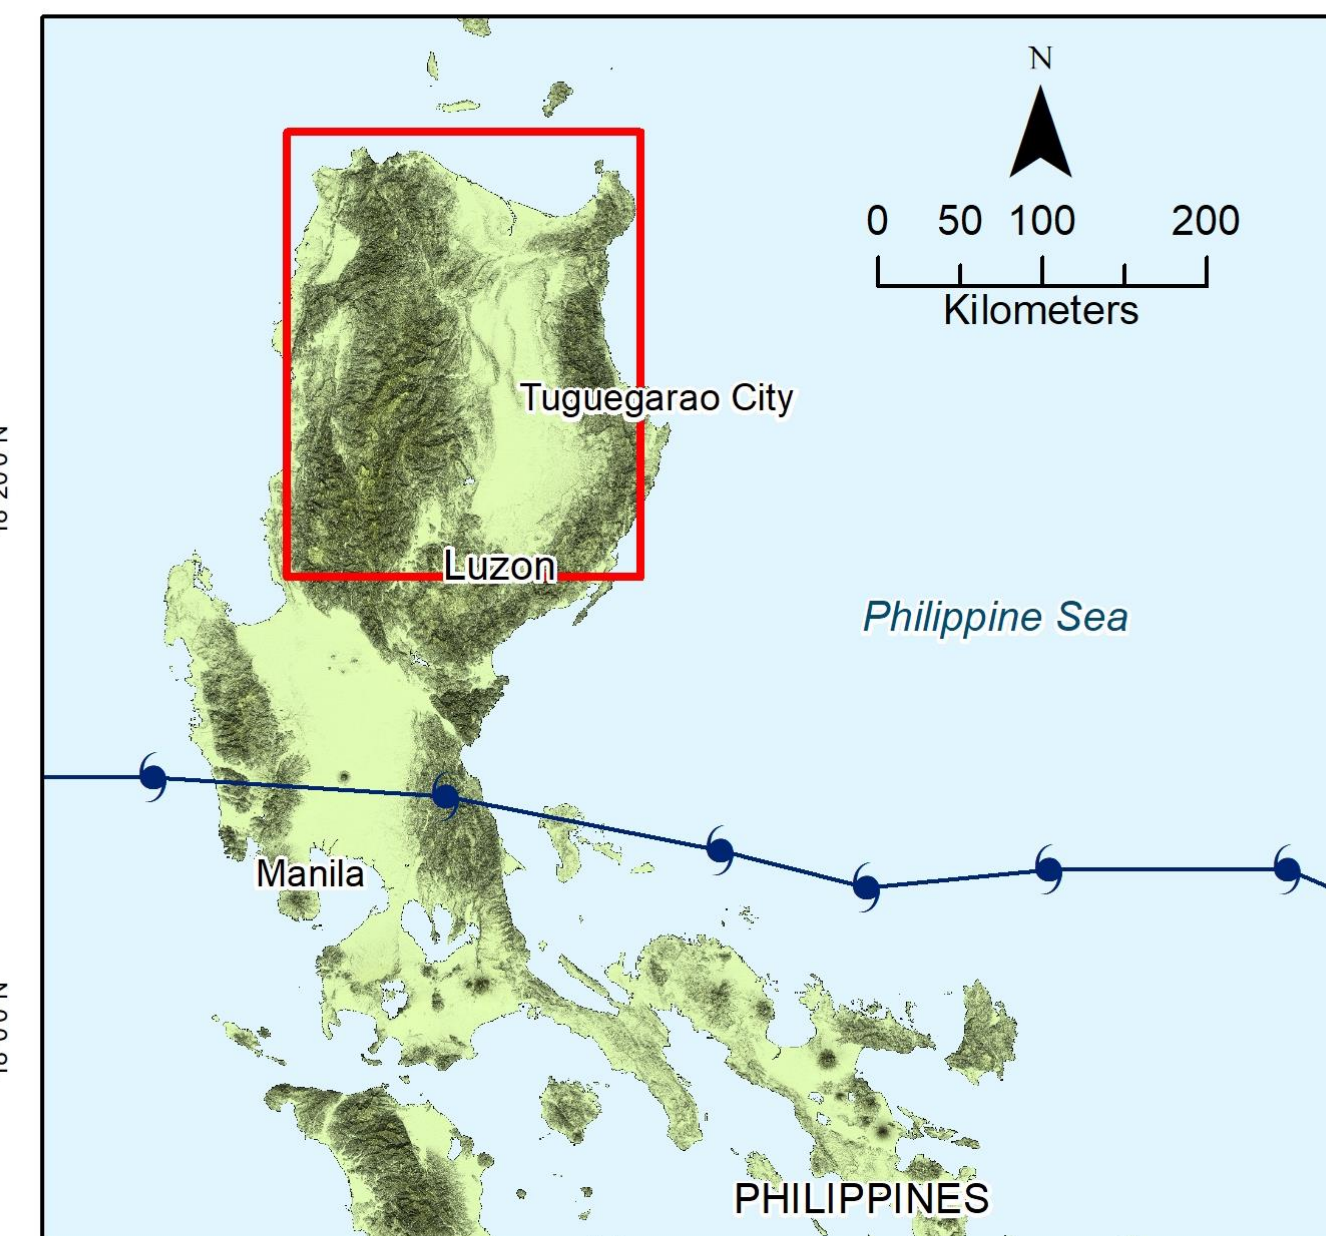 N
0 50 100 200
Kilometers
Tuguegarao City
Luzon
Philippine Sea
Manila
PHILIPPINES